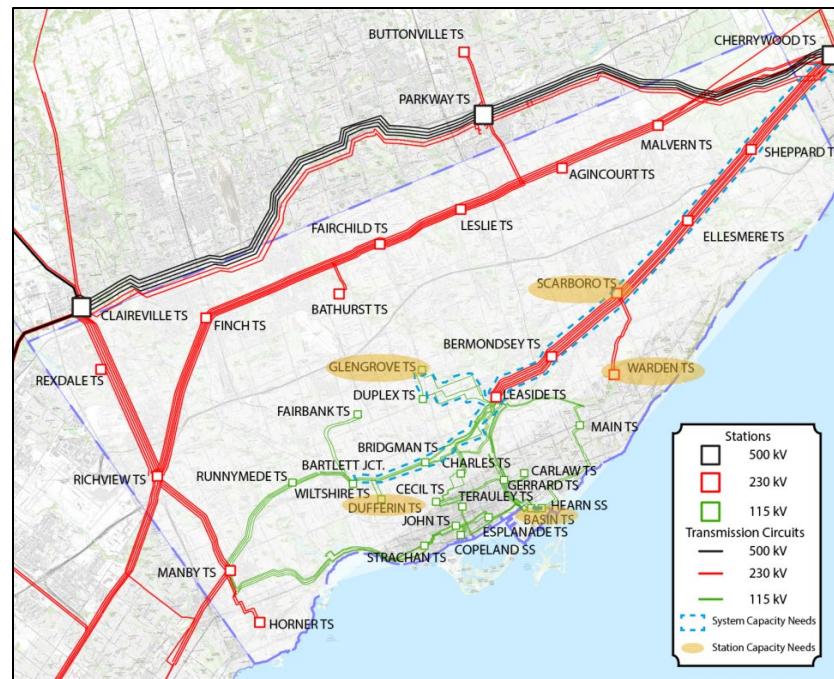 BUTTONVILLE TS
CHERRYWOOD TS
PARKWAY TS
MALVERN TS
SHEPPARD T
AGINCOURT TS
LESLIE TS
ELLESMERE TS
FAIRCHILD TS
SCARBORO TS
BATHURST TS
CLAIREVILLE TS
FINCH TS
BERMONDSEY TS
GLENGROVE TS
WARDEN TS
REXDALE TS
DUPLEX TS
LEASIDE TS
FAIRBANK TS
MAIN TS
BRIDGMAN TS
RICHVIEW TS
RUNNYMEDE TS
BARTLETT JCT.
CHARLES TS
CARLAW TS
WILTSHIRE TS
CECIL TS
GERRARD TS
DUFFERIN TS
TERAULEY TS
HEARN SS
JOHN TS
BASIN TS
ESPLANADE TS
STRACHAN TS
COPELAND SS
MANBY TS
HORNER TS
Stations
500 kV
230 kV
115 kV
Transmission Circuits
500 kV
230 kV
115 kV
System Capacity Needs
Station Capacity Needs